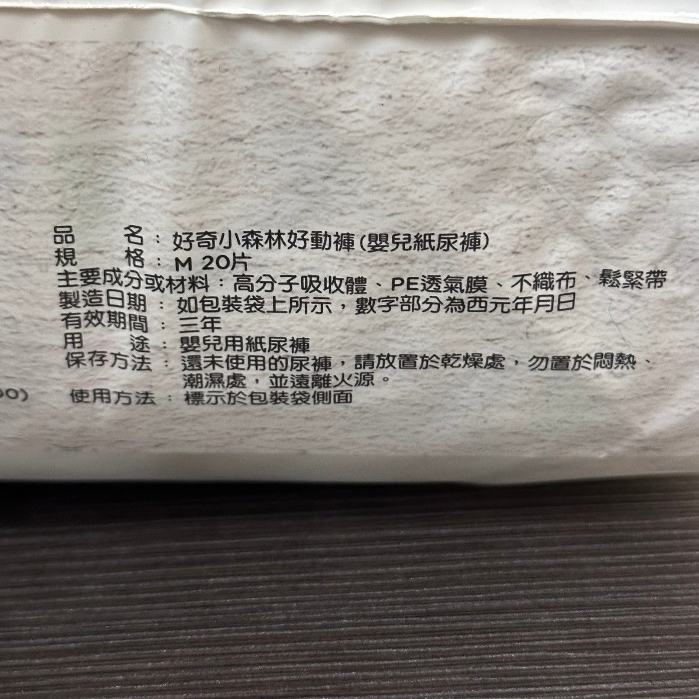 品　　名：好奇小森林好動褲(嬰兒紙尿褲)
規　　格：M 20片
主要成分或材料：高分子吸收體、PE透氣膜、不織布、鬆緊帶
製造日期：如包裝袋上所示，數字部分為西元年月日
有效期間：三年
用　　途：嬰兒用紙尿褲
保存方法：還未使用的尿褲，請放置於乾燥處，勿置於悶熱、
潮濕處，並遠離火源。
使用方法：標示於包裝袋側面